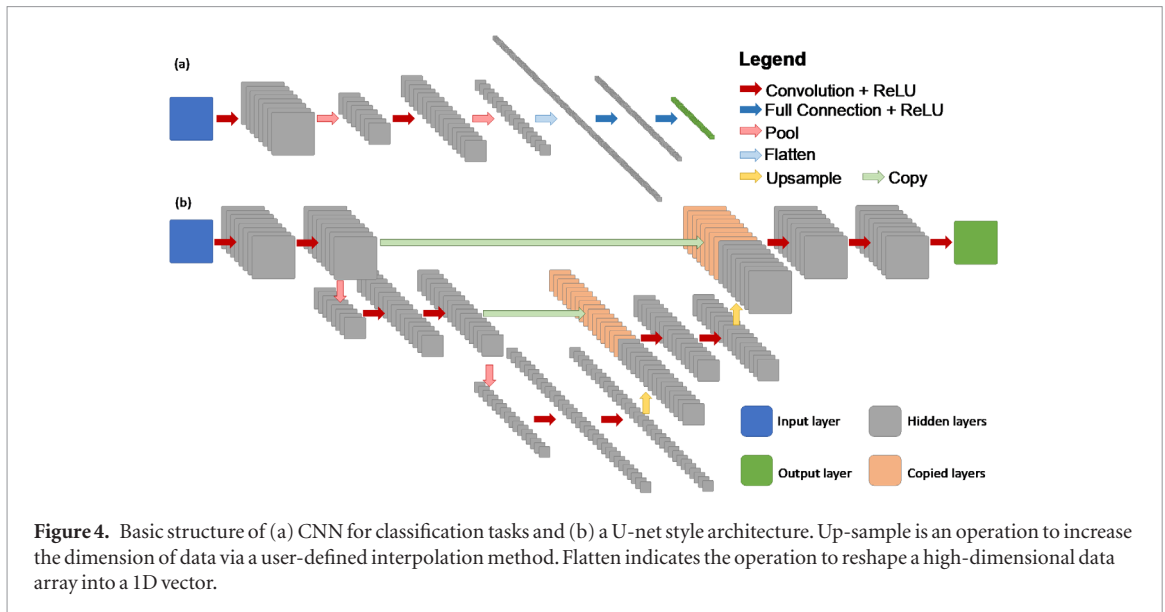 (a)
Legend
Convolution + ReLU
Full Connection + ReLU
Pool
Flatten
Upsample Copy
(b)
Input layer Hidden layers
Output layer Copied layers
Figure 4. Basic structure of (a) CNN for classification tasks and (b) a U-net style architecture. Up-sample is an operation to increase
the dimension of data via a user-defined interpolation method. Flatten indicates the operation to reshape a high-dimensional data
array into a 1D vector.